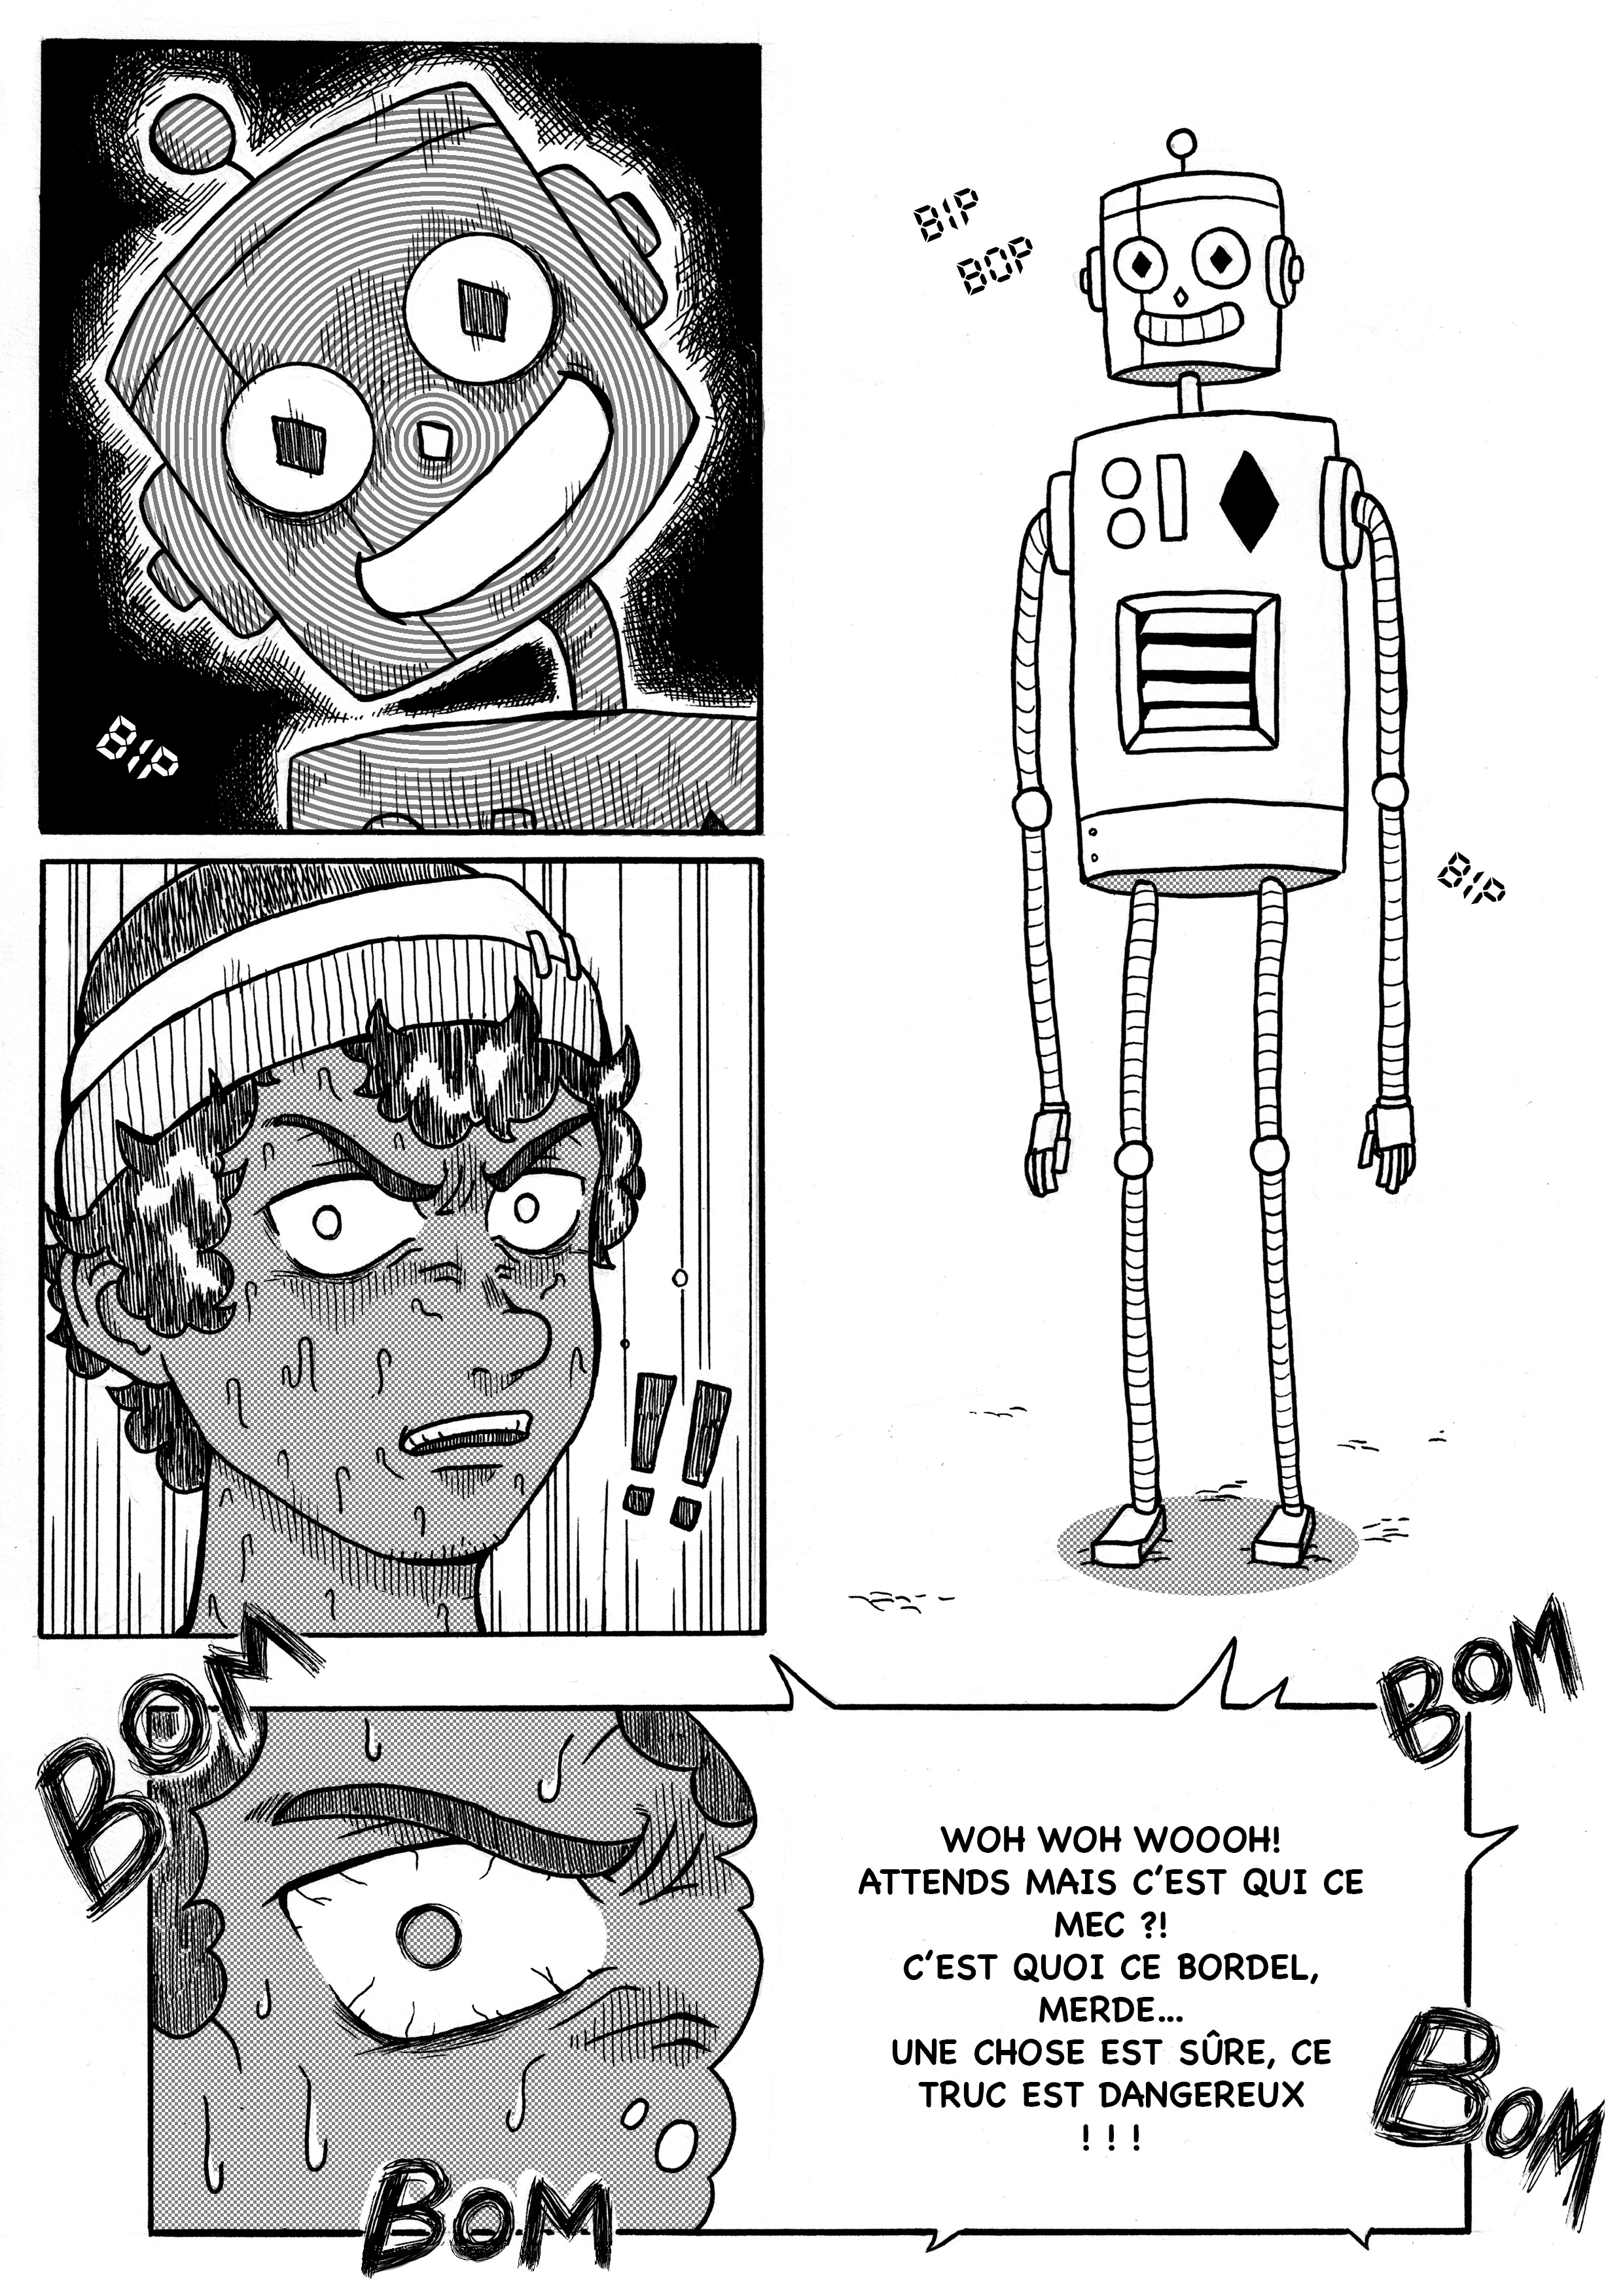 BIP
BOP
BIP
BIP
!!
BOM
BOM
WOH WOH WOOOH!
ATTENDS MAIS C'EST QUI CE
MEC ?!
C'EST QUOI CE BORDEL,
MERDE...
UNE CHOSE EST SÛRE, CE
TRUC EST DANGEREUX
! ! !
BOM
BOM